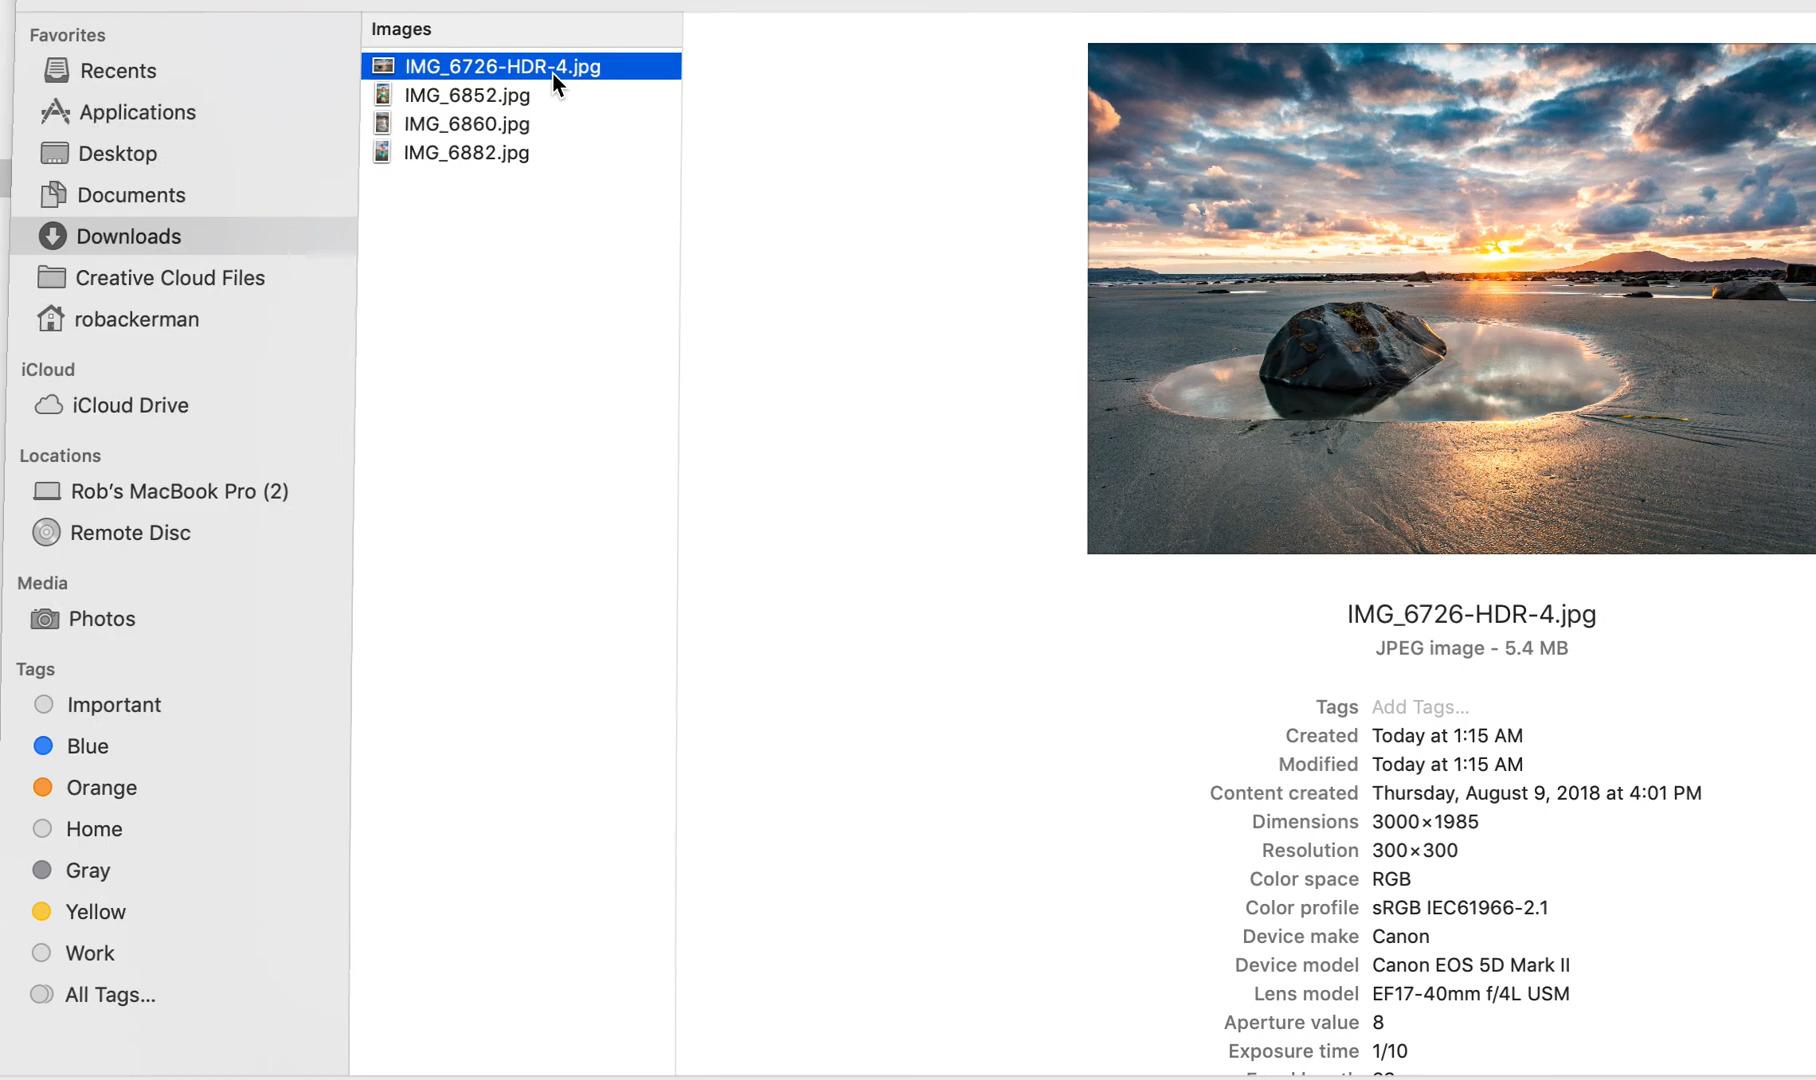 Favorites
Recents
Applications
Desktop
Documents
Downloads
Creative Cloud Files
robackerman
iCloud
iCloud Drive
Locations
Rob's MacBook Pro (2)
Remote Disc
Media
Photos
Tags
Important
Blue
Orange
Home
Gray
Yellow
Work
All Tags...
Images
IMG_6726-HDR-4.jpg
IMG_6852.jpg
IMG_6860.jpg
IMG_6882.jpg
IMG_6726-HDR-4.jpg
JPEG image - 5.4 MB
Tags Add Tags...
Created Today at 1:15 AM
Modified Today at 1:15 AM
Content created Thursday, August 9, 2018 at 4:01 PM
Dimensions 3000×1985
Resolution 300×300
Color space RGB
Color profile sRGB IEC61966-2.1
Device make Canon
Device model Canon EOS 5D Mark II
Lens model EF17-40mm f/4L USM
Aperture value 8
Exposure time 1/10